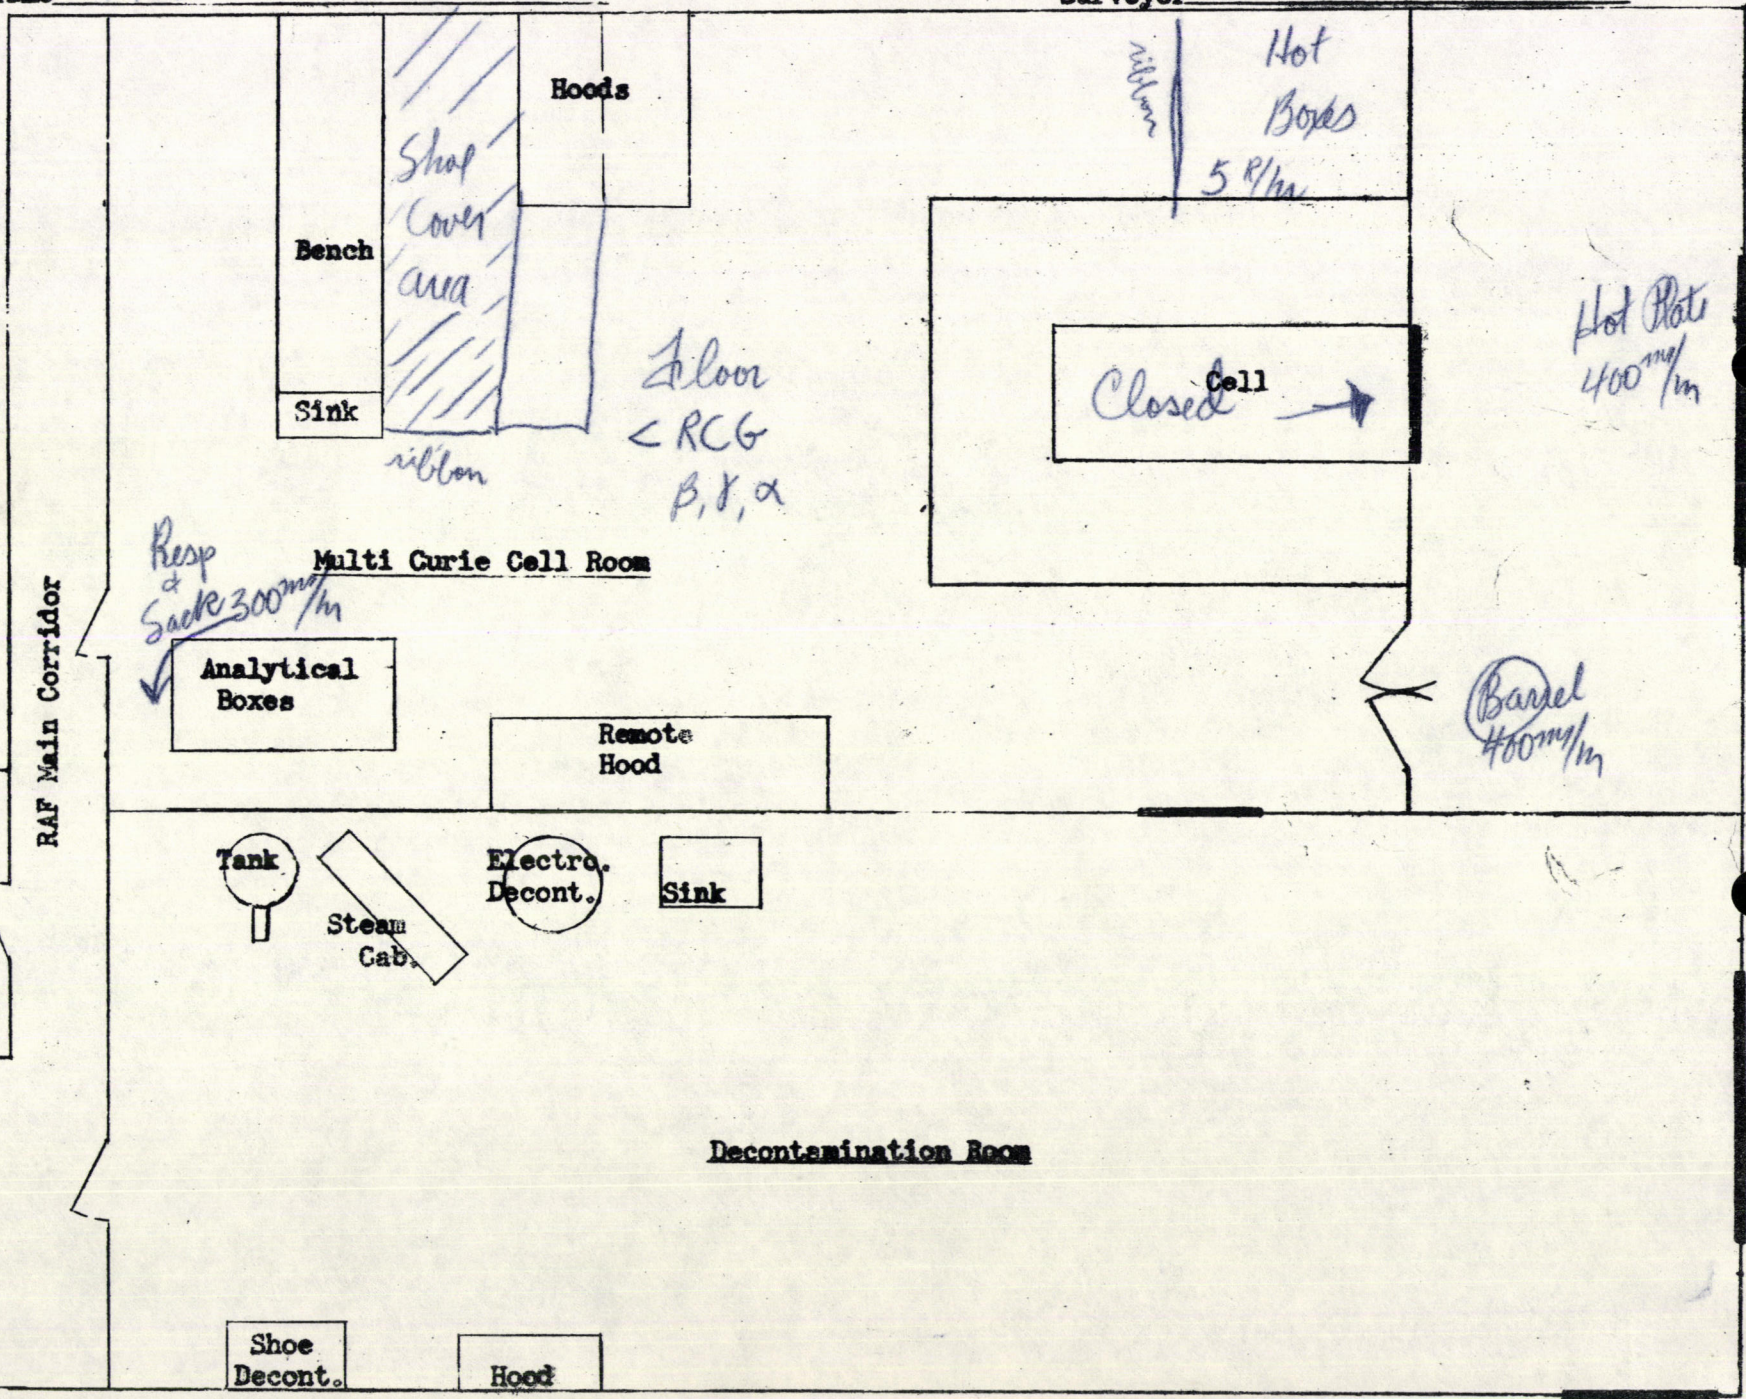 Surveyor
Hoods
ribbon
Hot
Boxes
5 R/hr
Shoe
Cover
area
Bench
Sink
ribbon
Floor
< RCG
β, γ, α
Closed
Cell
Hot Plate
400 mr/hr
Resp
&
Sack 300 mr/hr
Multi Curie Cell Room
RAF Main Corridor
Analytical
Boxes
Remote
Hood
Barrel
400 mr/hr
Tank
Steam
Cab.
Electro.
Decont.
Sink
Decontamination Room
Shoe
Decont.
Hood